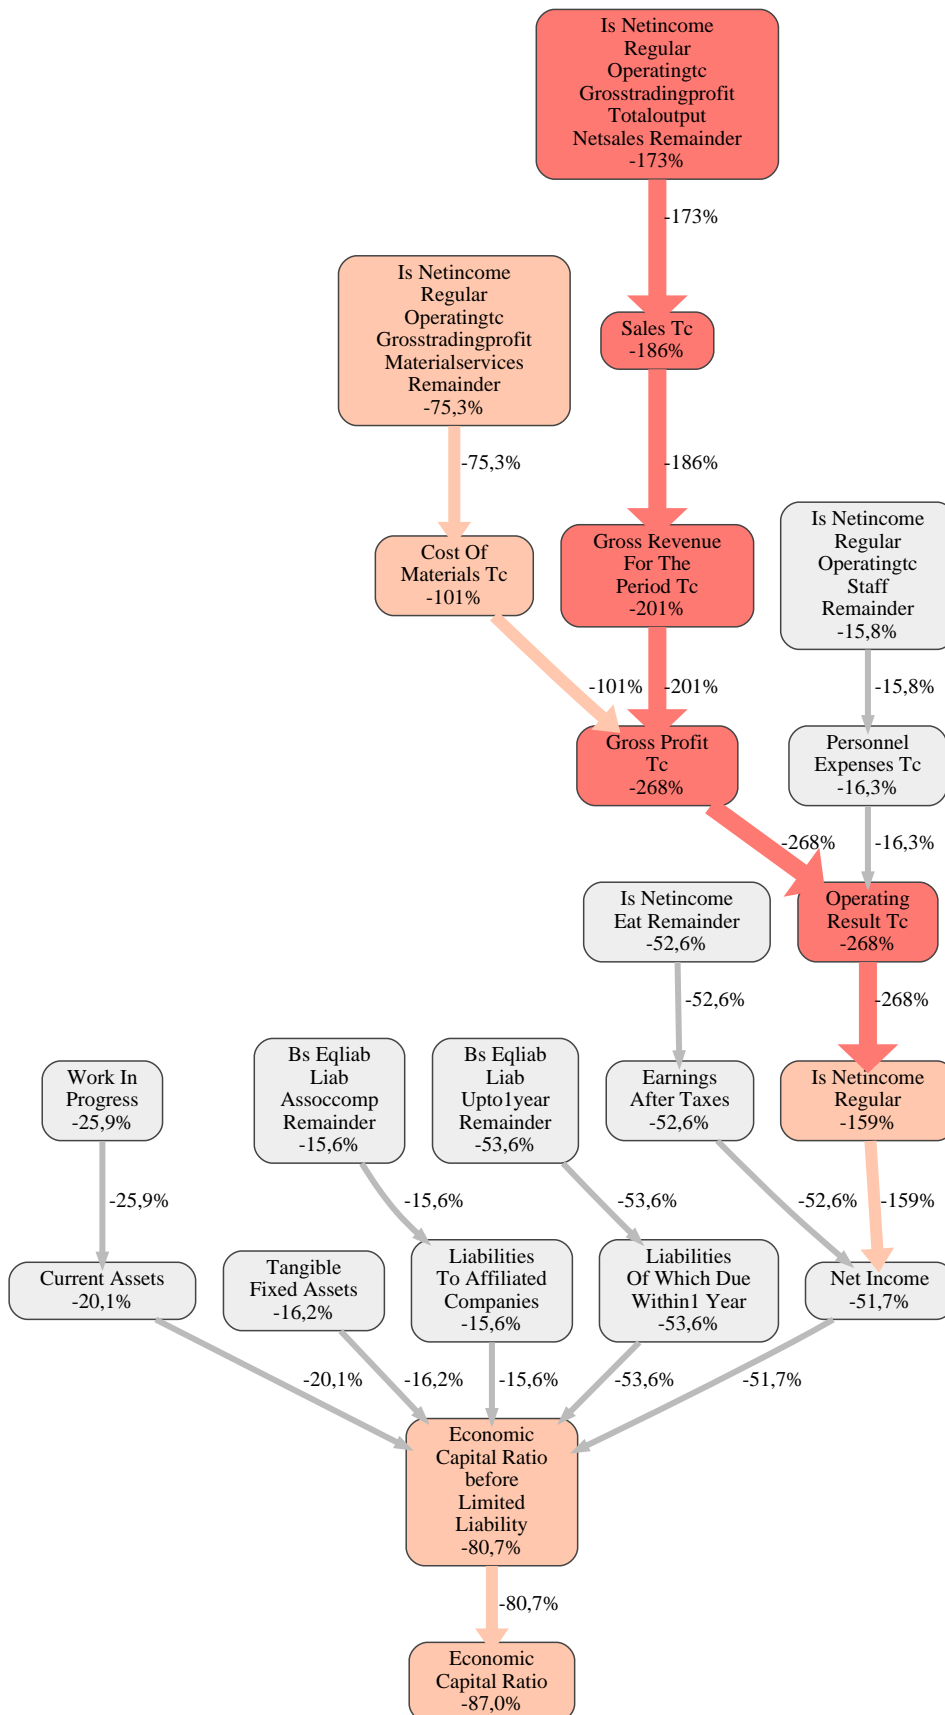 Is Netincome
Regular
Operatingtc
Grosstradingprofit
Totaloutput
Netsales Remainder
-173%
-173%
Is Netincome
Regular
Operatingtc
Grosstradingprofit
Materialservices
Remainder
-75,3%
Sales Tc
-186%
-75,3%
-186%
Is Netincome
Regular
Operatingtc
Staff
Remainder
-15,8%
Cost Of
Materials Tc
-101%
Gross Revenue
For The
Period Tc
-201%
-101%
-201%
-15,8%
Gross Profit
Tc
-268%
Personnel
Expenses Tc
-16,3%
-268%
-16,3%
Is Netincome
Eat Remainder
-52,6%
Operating
Result Tc
-268%
-52,6%
-268%
Work In
Progress
-25,9%
Bs Eqliab
Liab
Assoccomp
Remainder
-15,6%
Bs Eqliab
Liab
Upto1year
Remainder
-53,6%
Earnings
After Taxes
-52,6%
Is Netincome
Regular
-159%
-25,9%
-15,6%
-53,6%
-52,6%
-159%
Current Assets
-20,1%
Tangible
Fixed Assets
-16,2%
Liabilities
To Affiliated
Companies
-15,6%
Liabilities
Of Which Due
Within1 Year
-53,6%
Net Income
-51,7%
-20,1%
-16,2%
-15,6%
-53,6%
-51,7%
Economic
Capital Ratio
before
Limited
Liability
-80,7%
-80,7%
Economic
Capital Ratio
-87,0%